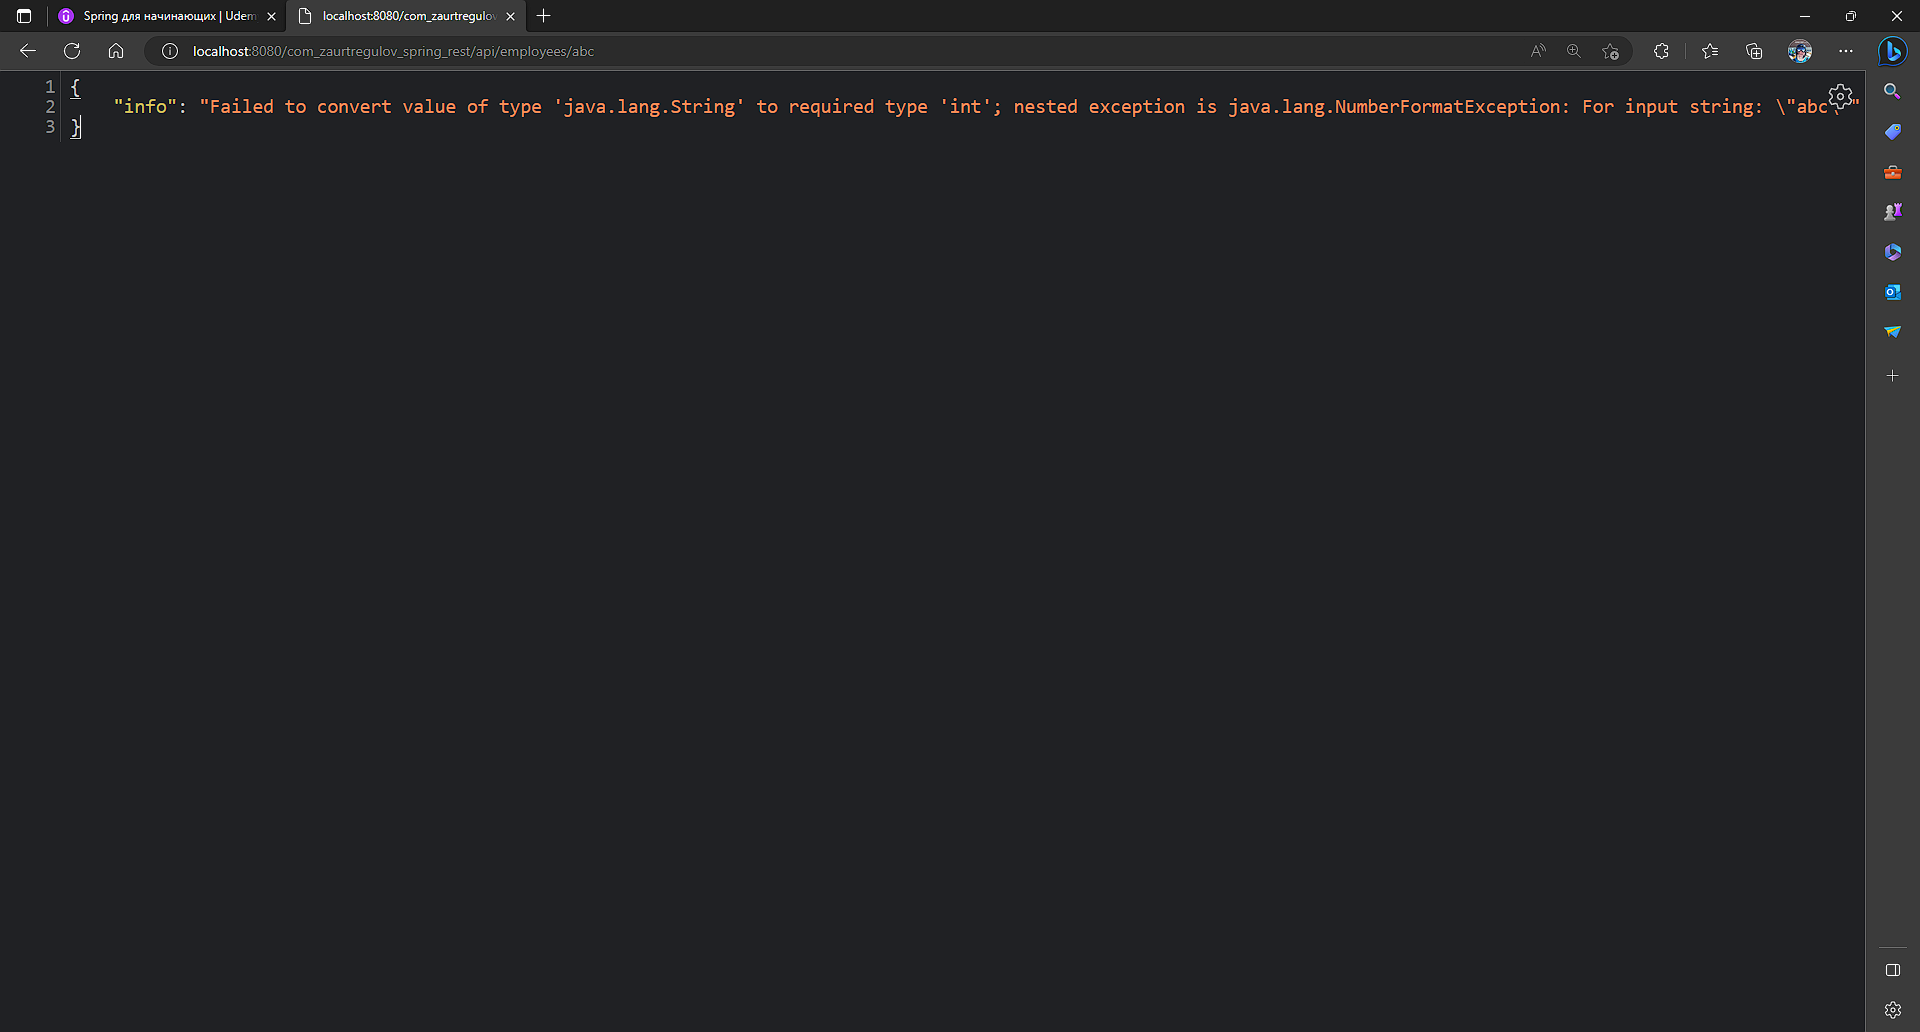 Spring для начинающих | Udem
localhost:8080/com_zaurtregulov
localhost:8080/com_zaurtregulov_spring_rest/api/employees/abc
1 {
2 "info": "Failed to convert value of type 'java.lang.String' to required type 'int'; nested exception is java.lang.NumberFormatException: For input string: \"abc\""
3 }